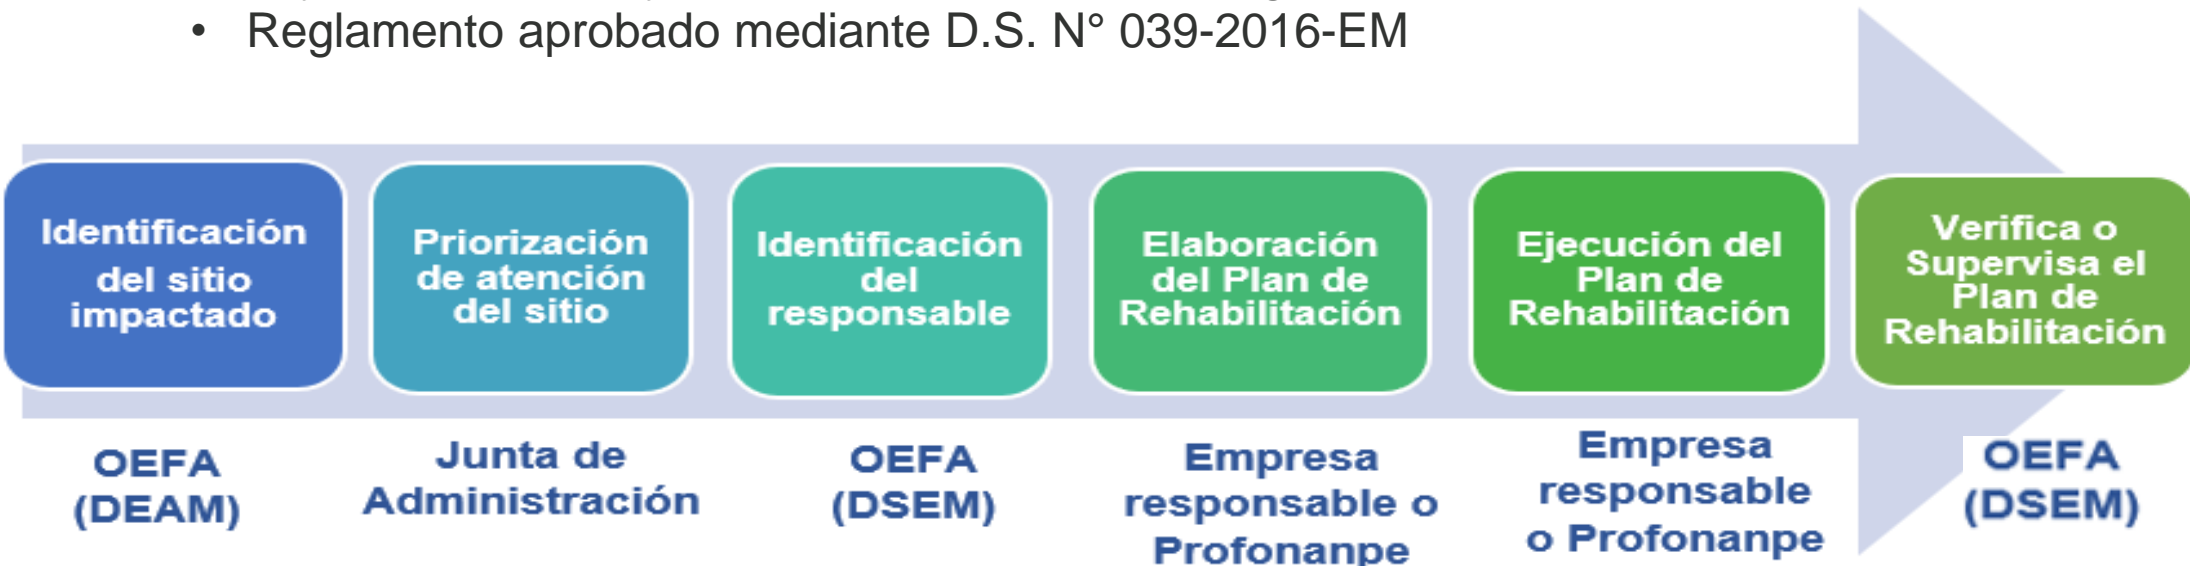 • Reglamento aprobado mediante D.S. N° 039-2016-EM
Identificación
del sitio
impactado
Priorización
de atención
del sitio
Identificación
del
responsable
Elaboración
del Plan de
Rehabilitación
Ejecución del
Plan de
Rehabilitación
Verifica o
Supervisa el
Plan de
Rehabilitación
OEFA
(DEAM)
Junta de
Administración
OEFA
(DSEM)
Empresa
responsable o
Profonanpe
Empresa
responsable
o Profonanpe
OEFA
(DSEM)